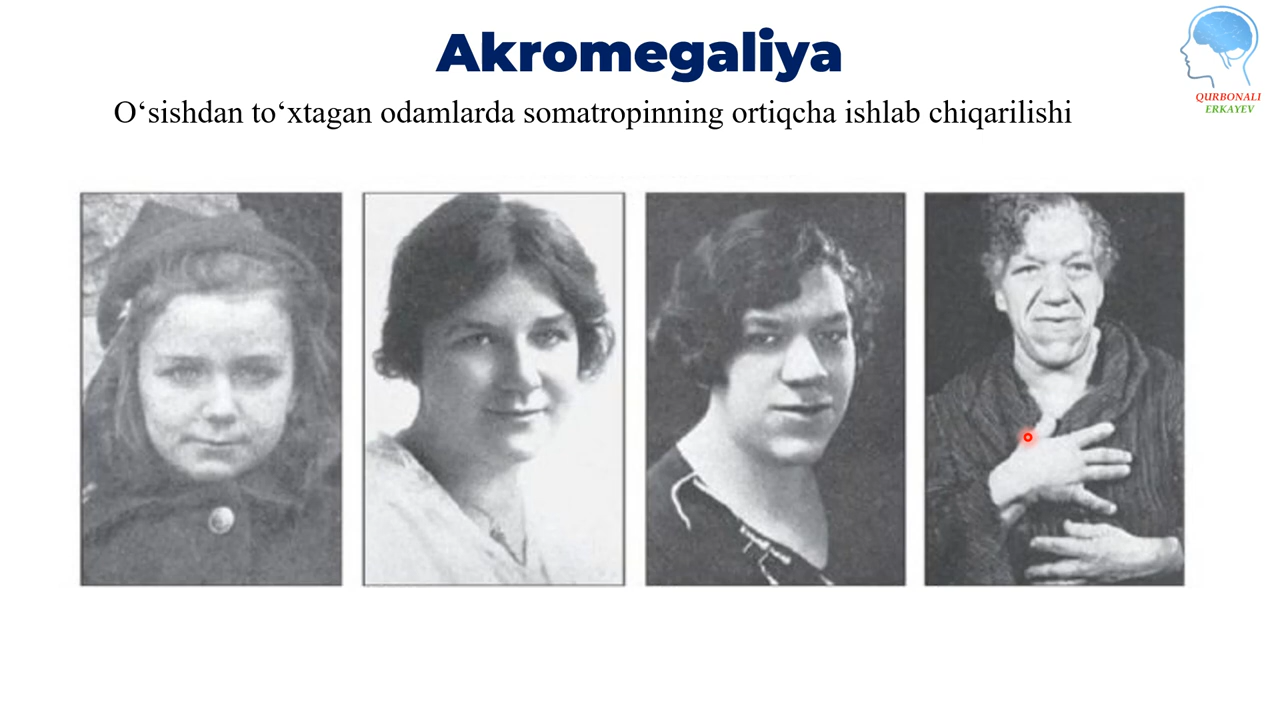 Akromegaliya
O‘sishdan to‘xtagan odamlarda somatropinning ortiqcha ishlab chiqarilishi
QURBONALI
ERKAYEV